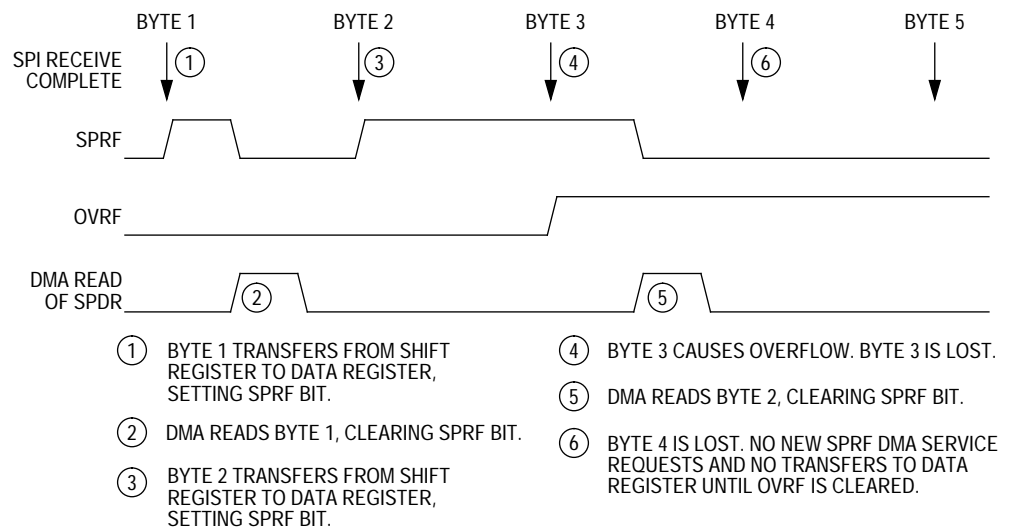 BYTE 1 BYTE 2 BYTE 3 BYTE 4 BYTE 5
SPI RECEIVE
COMPLETE
1 3 4 6
SPRF
OVRF
DMA READ
OF SPDR
2 5
1 BYTE 1 TRANSFERS FROM SHIFT
REGISTER TO DATA REGISTER,
SETTING SPRF BIT.
2 DMA READS BYTE 1, CLEARING SPRF BIT.
3 BYTE 2 TRANSFERS FROM SHIFT
REGISTER TO DATA REGISTER,
SETTING SPRF BIT.
4 BYTE 3 CAUSES OVERFLOW. BYTE 3 IS LOST.
5 DMA READS BYTE 2, CLEARING SPRF BIT.
6 BYTE 4 IS LOST. NO NEW SPRF DMA SERVICE
REQUESTS AND NO TRANSFERS TO DATA
REGISTER UNTIL OVRF IS CLEARED.